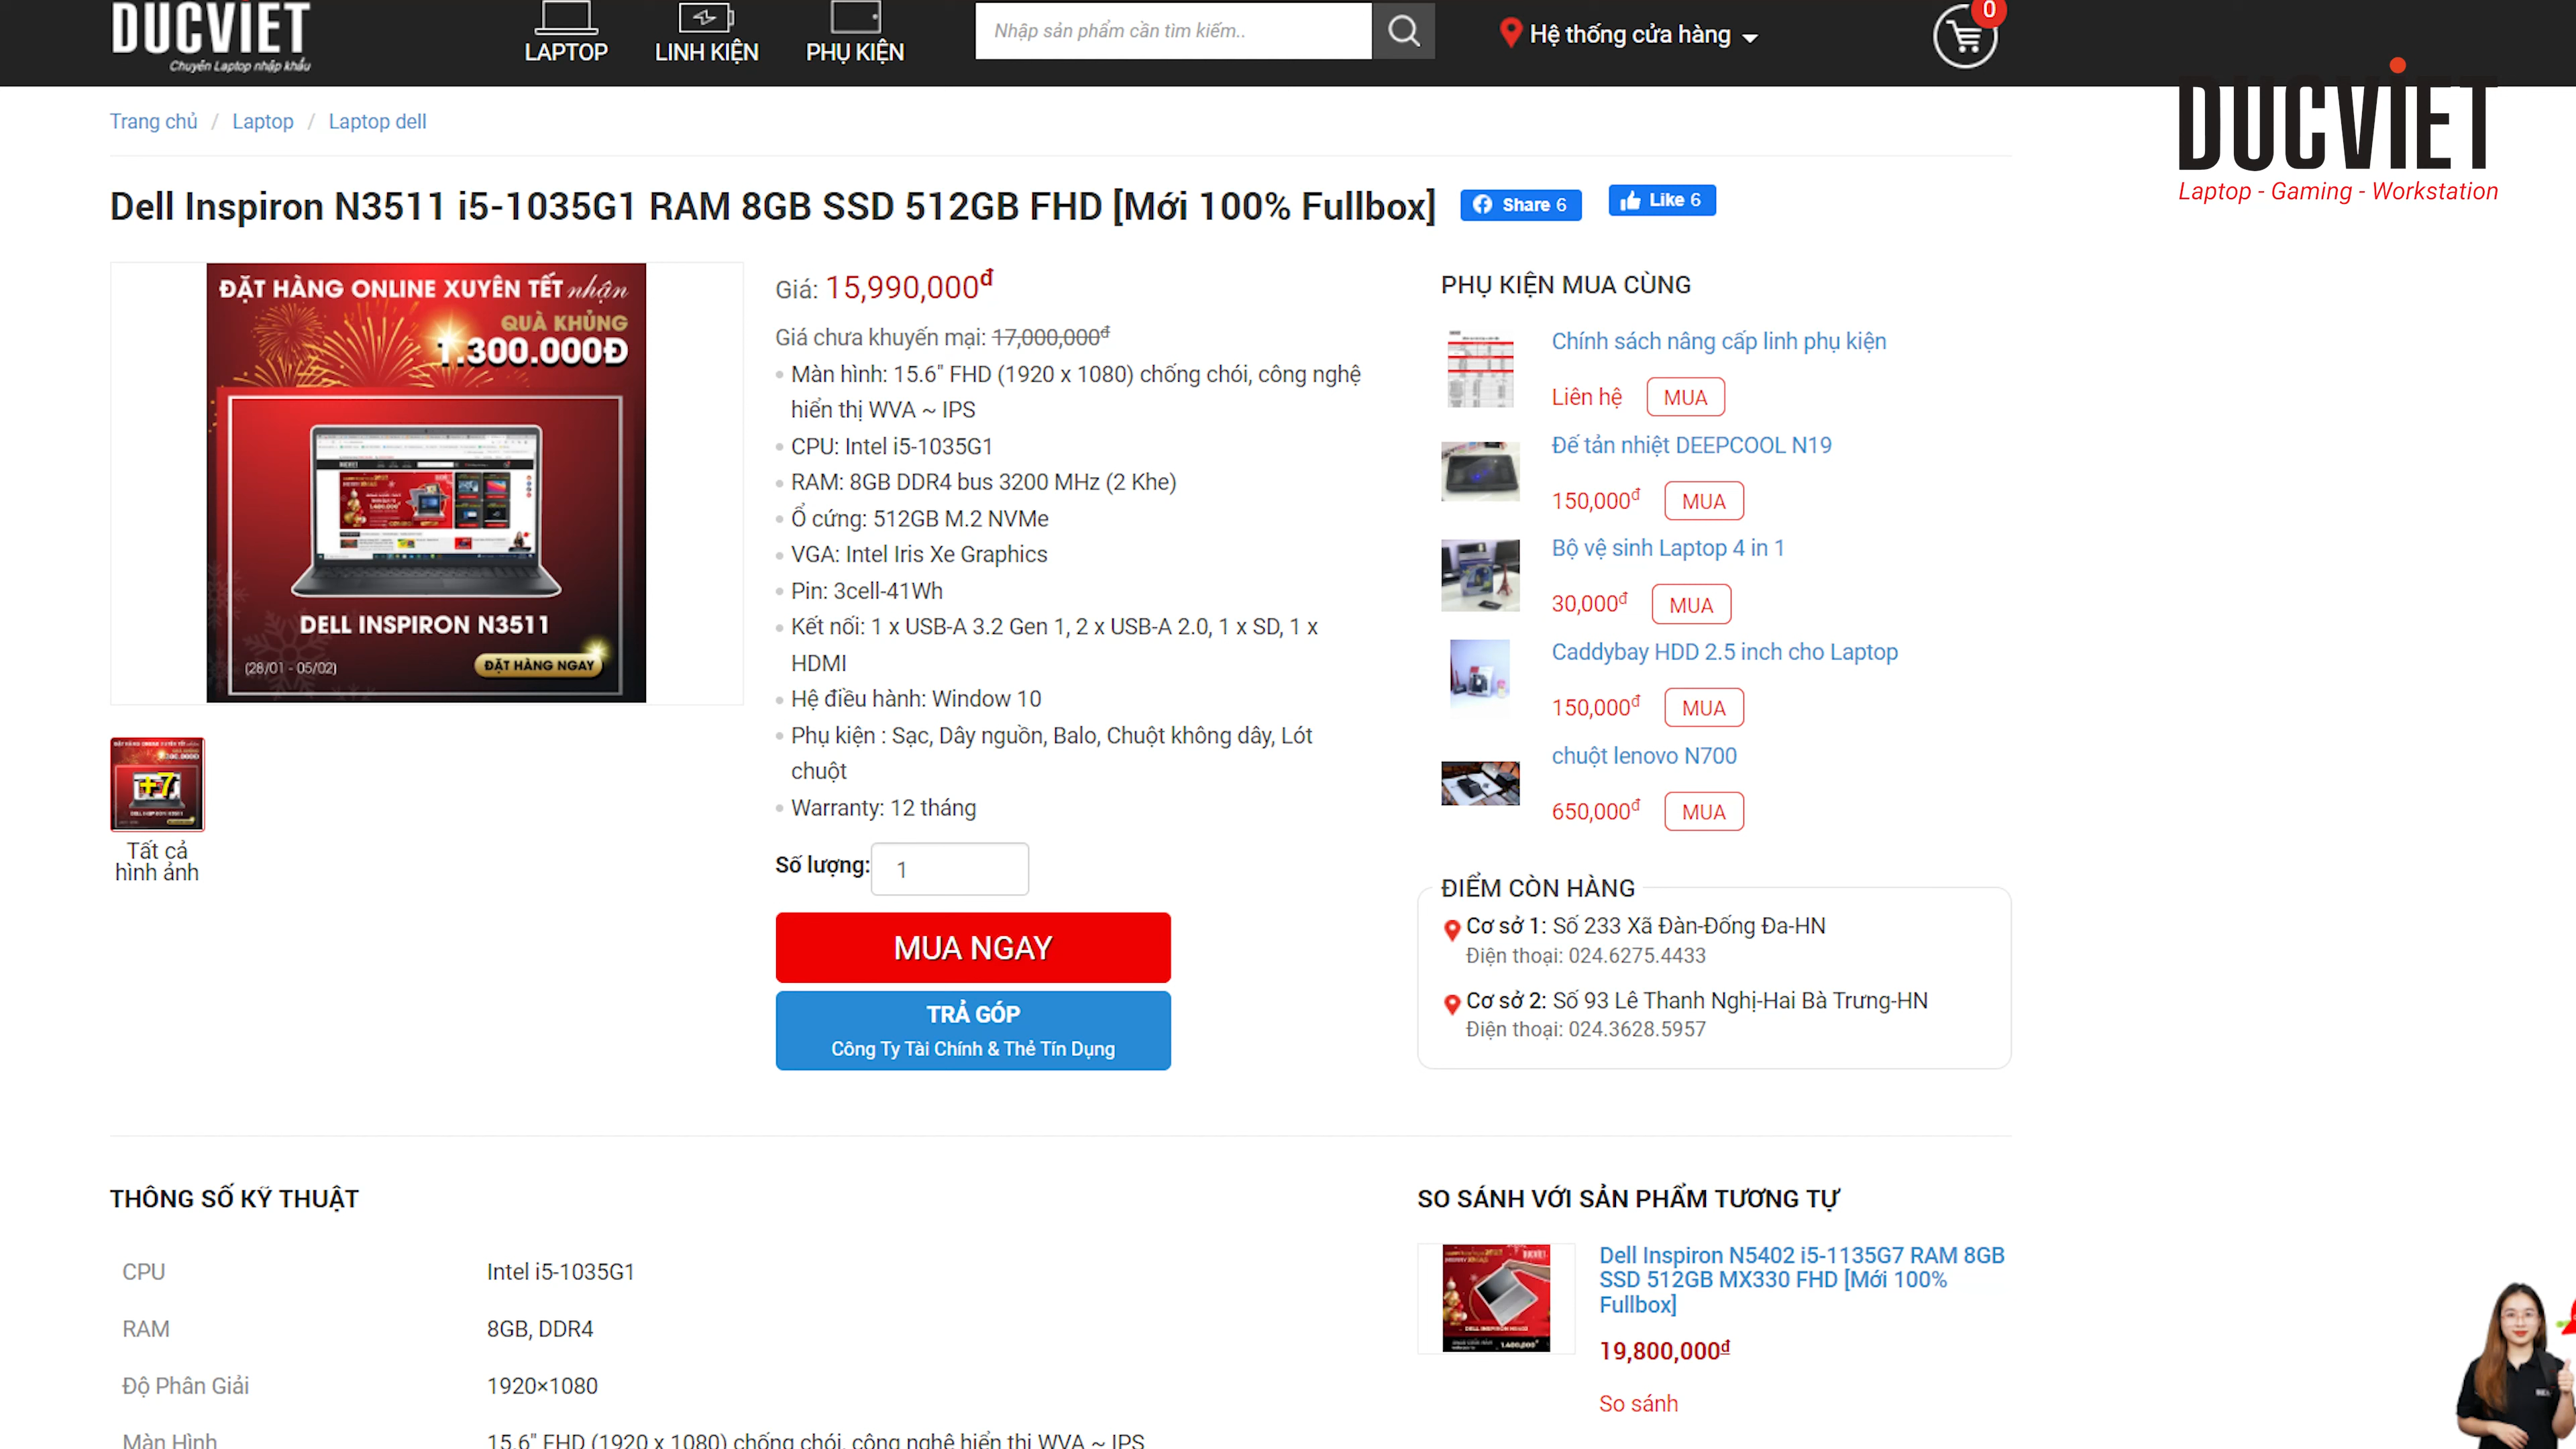 DUCVIET
Chuyên Laptop nhập khẩu
LAPTOP
LINH KIỆN
PHỤ KIỆN
Nhập sản phẩm cần tìm kiếm..
Hệ thống cửa hàng
0
DUCVIET
Laptop - Gaming - Workstation
Trang chủ / Laptop / Laptop dell
Dell Inspiron N3511 i5-1035G1 RAM 8GB SSD 512GB FHD [Mới 100% Fullbox]
Share 6
Like 6
ĐẶT HÀNG ONLINE XUYÊN TẾT nhận
QUÀ KHỦNG
1.300.000Đ
DELL INSPIRON N3511
(28/01 - 05/02)
ĐẶT HÀNG NGAY
+7
Tất cả
hình ảnh
Giá: 15,990,000đ
Giá chưa khuyến mại: 17,000,000đ
Màn hình: 15.6" FHD (1920 x 1080) chống chói, công nghệ
hiển thị WVA ~ IPS
CPU: Intel i5-1035G1
RAM: 8GB DDR4 bus 3200 MHz (2 Khe)
Ổ cứng: 512GB M.2 NVMe
VGA: Intel Iris Xe Graphics
Pin: 3cell-41Wh
Kết nối: 1 x USB-A 3.2 Gen 1, 2 x USB-A 2.0, 1 x SD, 1 x
HDMI
Hệ điều hành: Window 10
Phụ kiện : Sạc, Dây nguồn, Balo, Chuột không dây, Lót
chuột
Warranty: 12 tháng
Số lượng: 1
MUA NGAY
TRẢ GÓP
Công Ty Tài Chính & Thẻ Tín Dụng
PHỤ KIỆN MUA CÙNG
Chính sách nâng cấp linh phụ kiện
Liên hệ MUA
Đế tản nhiệt DEEPCOOL N19
150,000đ MUA
Bộ vệ sinh Laptop 4 in 1
30,000đ MUA
Caddybay HDD 2.5 inch cho Laptop
150,000đ MUA
chuột lenovo N700
650,000đ MUA
ĐIỂM CÒN HÀNG
Cơ sở 1: Số 233 Xã Đàn-Đống Đa-HN
Điện thoại: 024.6275.4433
Cơ sở 2: Số 93 Lê Thanh Nghị-Hai Bà Trưng-HN
Điện thoại: 024.3628.5957
THÔNG SỐ KỸ THUẬT
CPU Intel i5-1035G1
RAM 8GB, DDR4
Độ Phân Giải 1920×1080
Màn Hình 15.6" FHD (1920 x 1080) chống chói, công nghệ hiển thị WVA ~ IPS
SO SÁNH VỚI SẢN PHẨM TƯƠNG TỰ
Dell Inspiron N5402 i5-1135G7 RAM 8GB
SSD 512GB MX330 FHD [Mới 100%
Fullbox]
19,800,000đ
So sánh